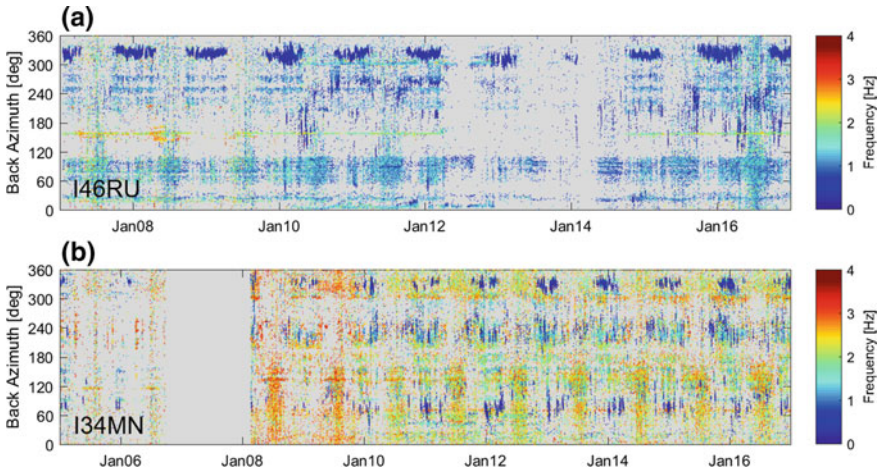 (a)
360
300
240
180
120
60
0
Back Azimuth [deg]
I46RU
Jan08
Jan10
Jan12
Jan14
Jan16
4
3
2
1
0
Frequency [Hz]
(b)
360
300
240
180
120
60
0
Back Azimuth [deg]
I34MN
Jan06
Jan08
Jan10
Jan12
Jan14
Jan16
4
3
2
1
0
Frequency [Hz]